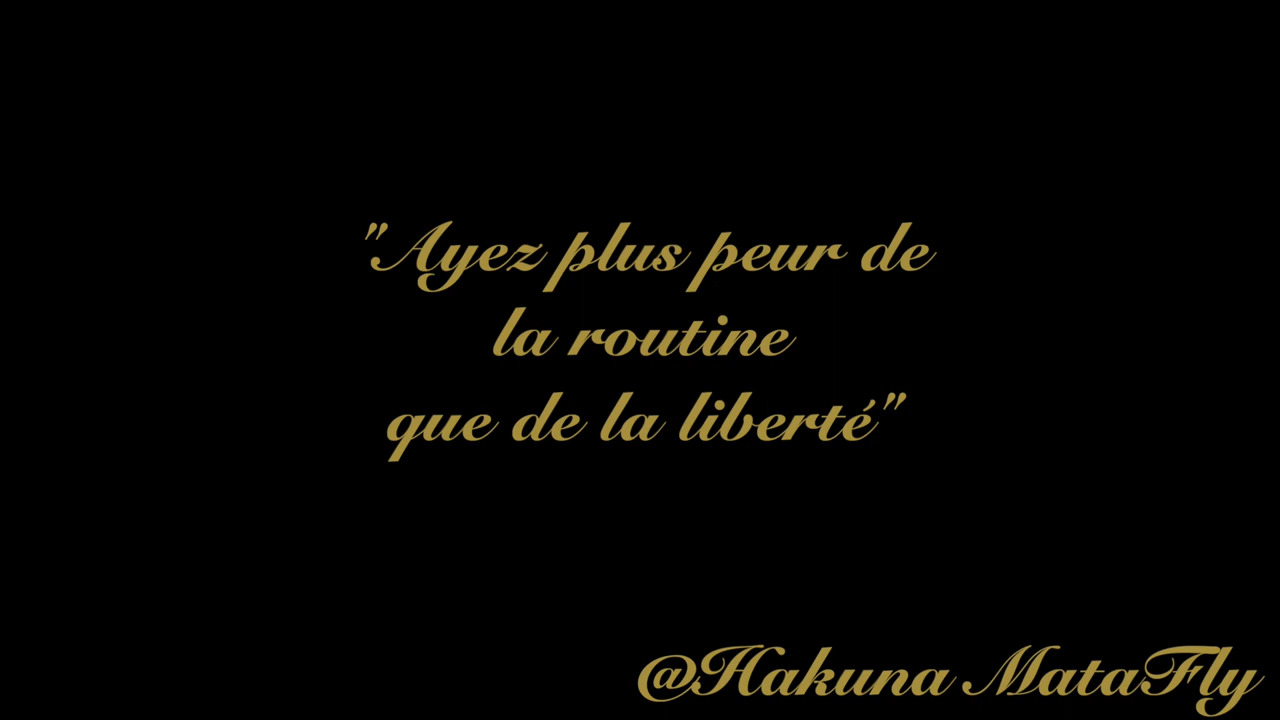 "Ayez plus peur de
la routine
que de la liberté"
@Hakuna MataFly